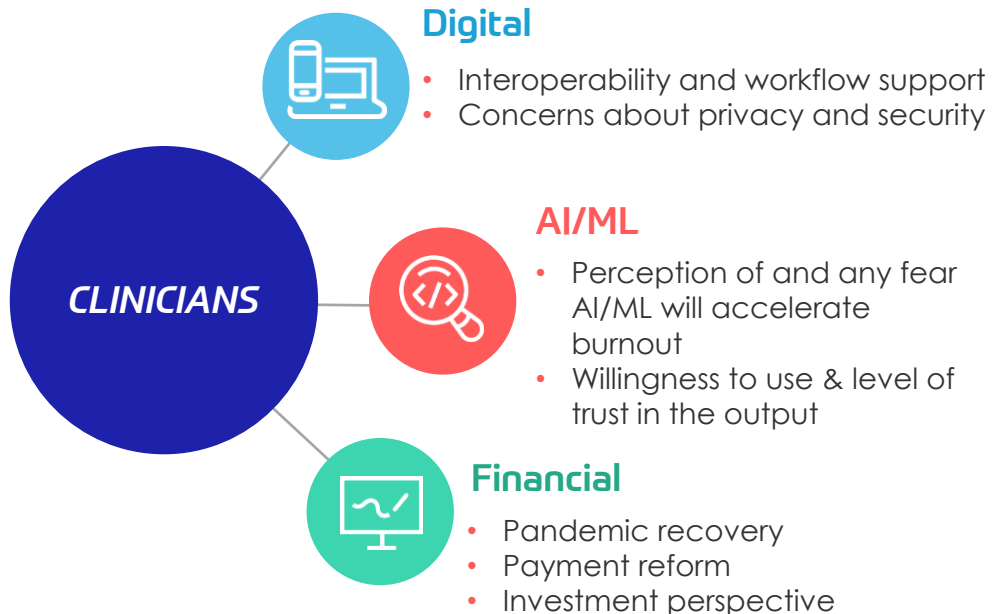 Digital
• Interoperability and workflow support
• Concerns about privacy and security
CLINICIANS
AI/ML
• Perception of and any fear
AI/ML will accelerate
burnout
• Willingness to use & level of
trust in the output
Financial
• Pandemic recovery
• Payment reform
• Investment perspective